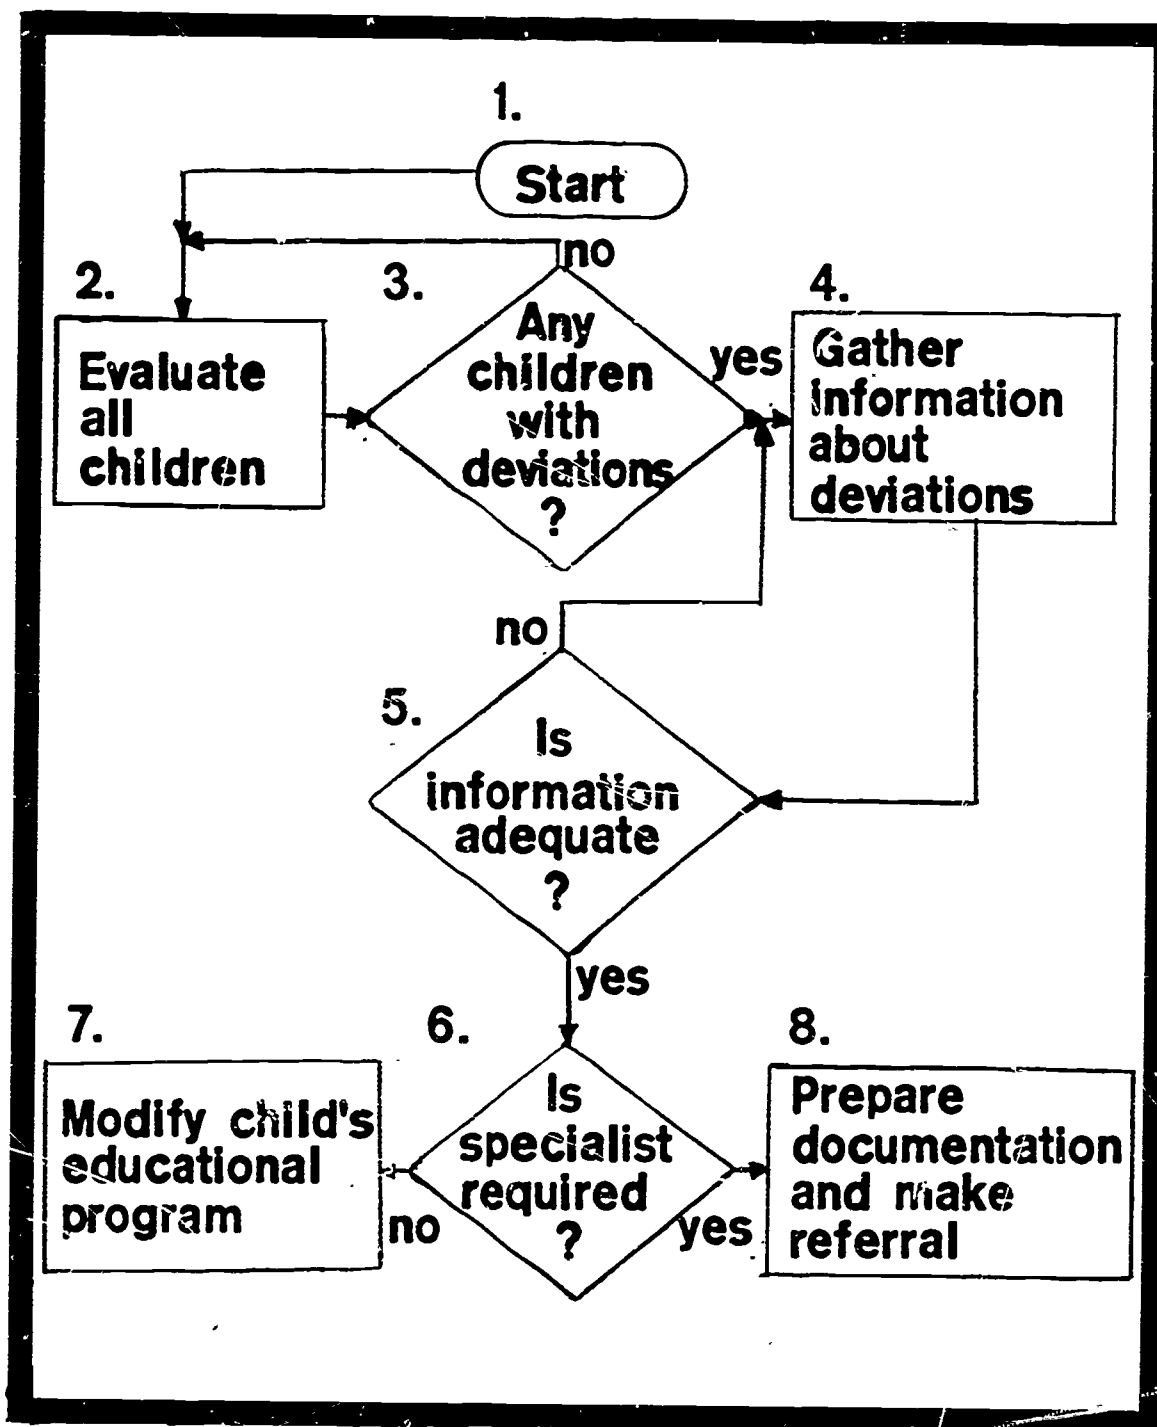 1.
Start
no
2.
3.
4.
Evaluate
all
children
Any
children
with
deviations
?
yes
Gather
information
about
deviations
no
5.
Is
information
adequate
?
yes
7.
6.
8.
Modify child's
educational
program
Is
specialist
required
?
no
yes
Prepare
documentation
and make
referral